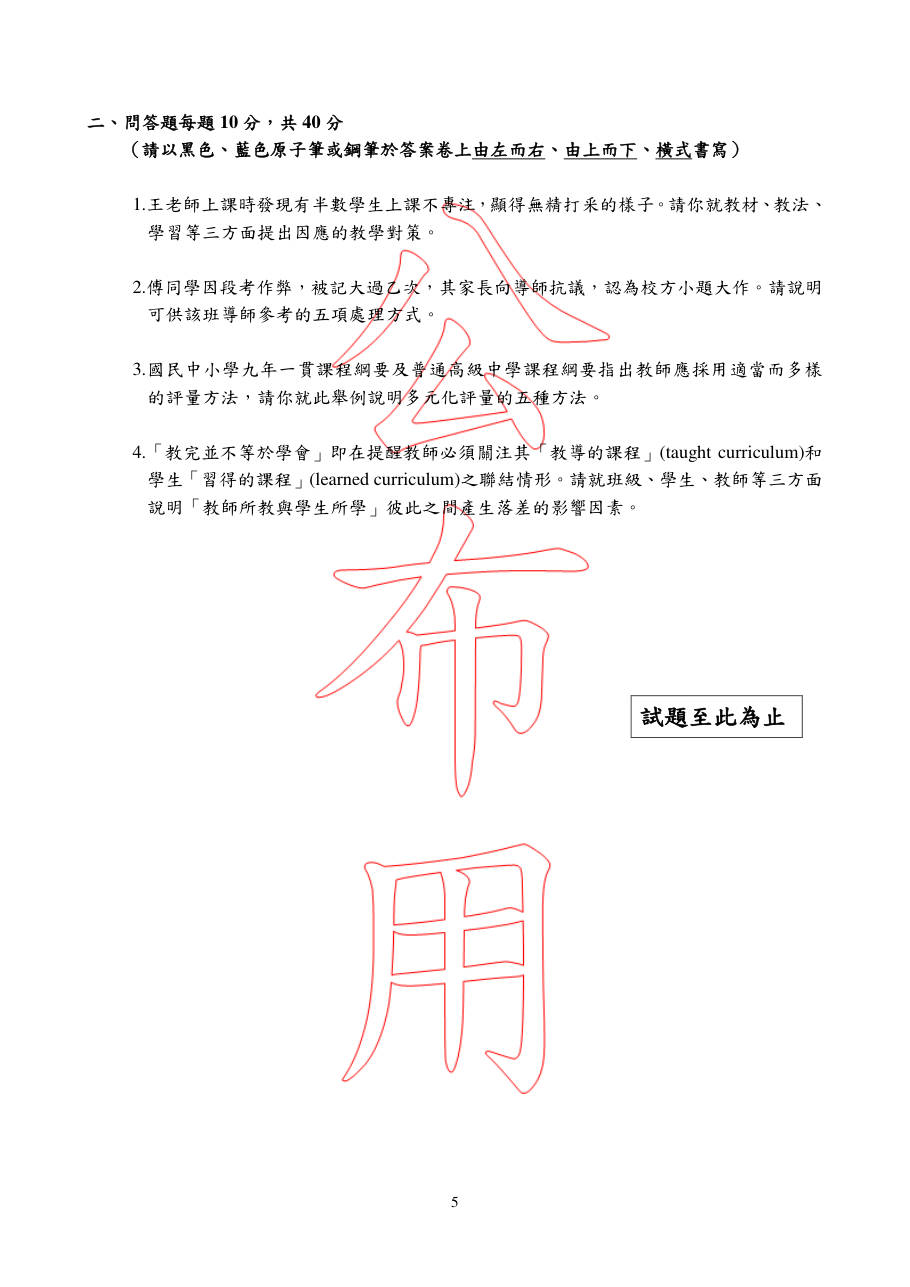 二、問答題每題 10 分，共 40 分
（請以黑色、藍色原子筆或鋼筆於答案卷上由左而右、由上而下、橫式書寫）
1.王老師上課時發現有半數學生上課不專注，顯得無精打采的樣子。請你就教材、教法、
學習等三方面提出因應的教學對策。
2.傅同學因段考作弊，被記大過乙次，其家長向導師抗議，認為校方小題大作。請說明
可供該班導師參考的五項處理方式。
3.國民中小學九年一貫課程綱要及普通高級中學課程綱要指出教師應採用適當而多樣
的評量方法，請你就此舉例說明多元化評量的五種方法。
4.「教完並不等於學會」即在提醒教師必須關注其「教導的課程」(taught curriculum)和
學生「習得的課程」(learned curriculum)之聯結情形。請就班級、學生、教師等三方面
說明「教師所教與學生所學」彼此之間產生落差的影響因素。
試題至此為止
公布用
5